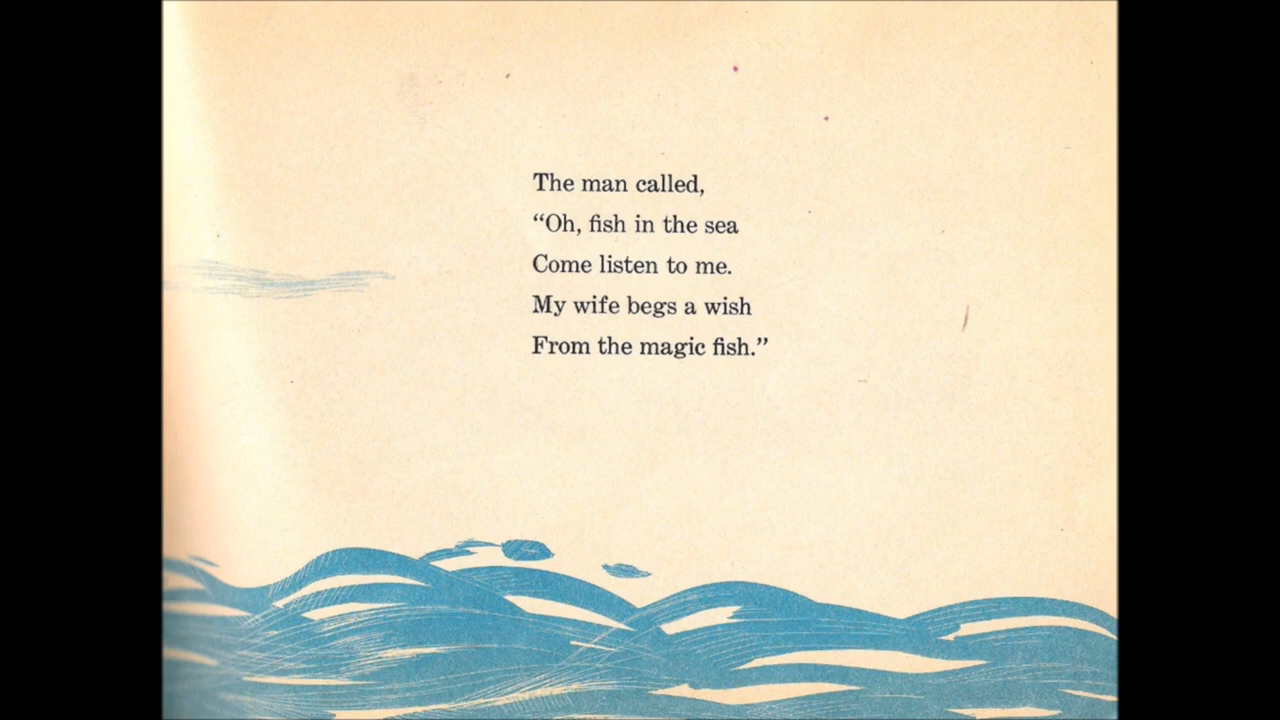 The man called,
“Oh, fish in the sea
Come listen to me.
My wife begs a wish
From the magic fish.”